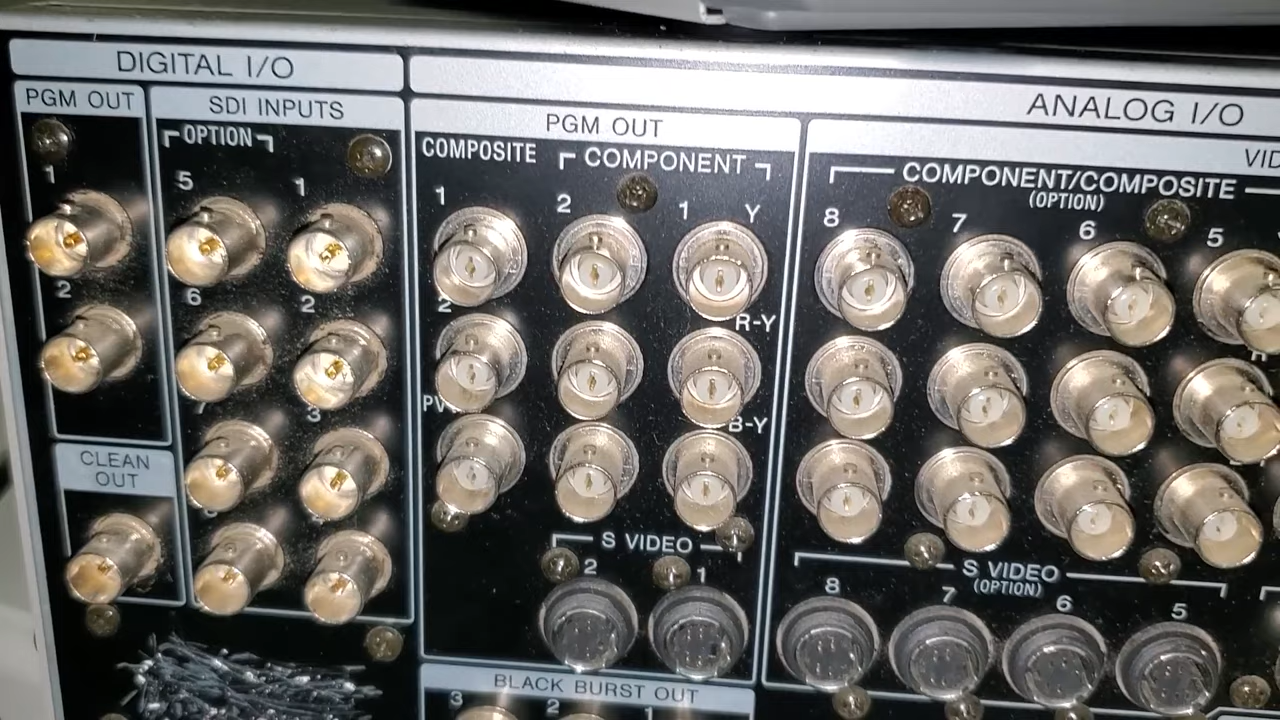 DIGITAL I/O
ANALOG I/O
PGM OUT
SDI INPUTS
PGM OUT
OPTION
COMPOSITE
COMPONENT
COMPONENT/COMPOSITE
(OPTION)
1
5
1
1
2
1
Y
8
7
6
5
2
6
2
2
R-Y
3
B-Y
CLEAN
OUT
S VIDEO
2
1
S VIDEO
(OPTION)
8
7
6
5
BLACK BURST OUT
3
2
1